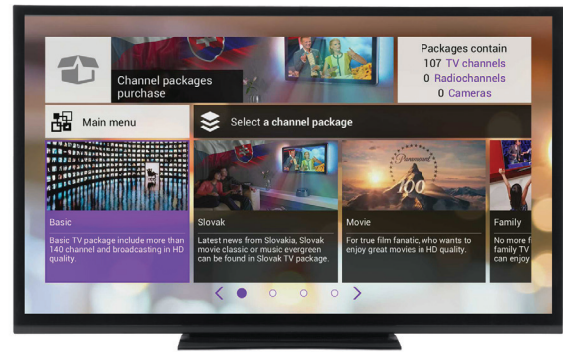 Channel packages
purchase
Packages contain
107 TV channels
0 Radiochannels
0 Cameras
Main menu
Select a channel package
Paramount
100
Basic
Basic TV package include more than
140 channel and broadcasting in HD
quality.
Slovak
Latest news from Slovakia, Slovak
movie classic or music evergreen
can be found in Slovak TV package.
Movie
For true film fanatic, who wants to
enjoy great movies is HD quality.
Family
No more f
family TV
can enjoy